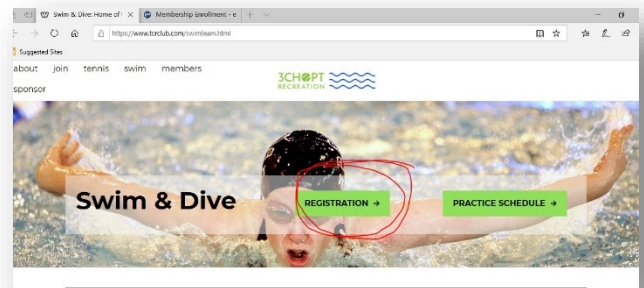 Swim & Dive: Home of
Membership Enrollment - e
https://www.tcrclub.com/swimteam.html
Suggested Sites
about join tennis swim members
sponsor
3CHOPT
RECREATION
Swim & Dive
REGISTRATION →
PRACTICE SCHEDULE →